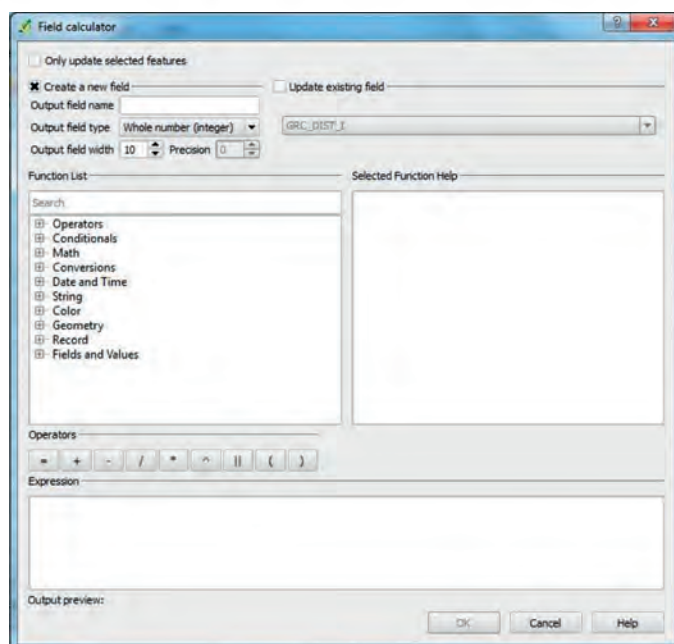 Field calculator
Only update selected features
Create a new field
Update existing field
Output field name
Output field type Whole number (integer)
GRC_DIST_I
Output field width 10 Precision 0
Function List
Selected Function Help
Search
Operators
Conditionals
Math
Conversions
Date and Time
String
Color
Geometry
Record
Fields and Values
Operators
= + - / * ^ || ( )
Expression
Output preview:
OK Cancel Help